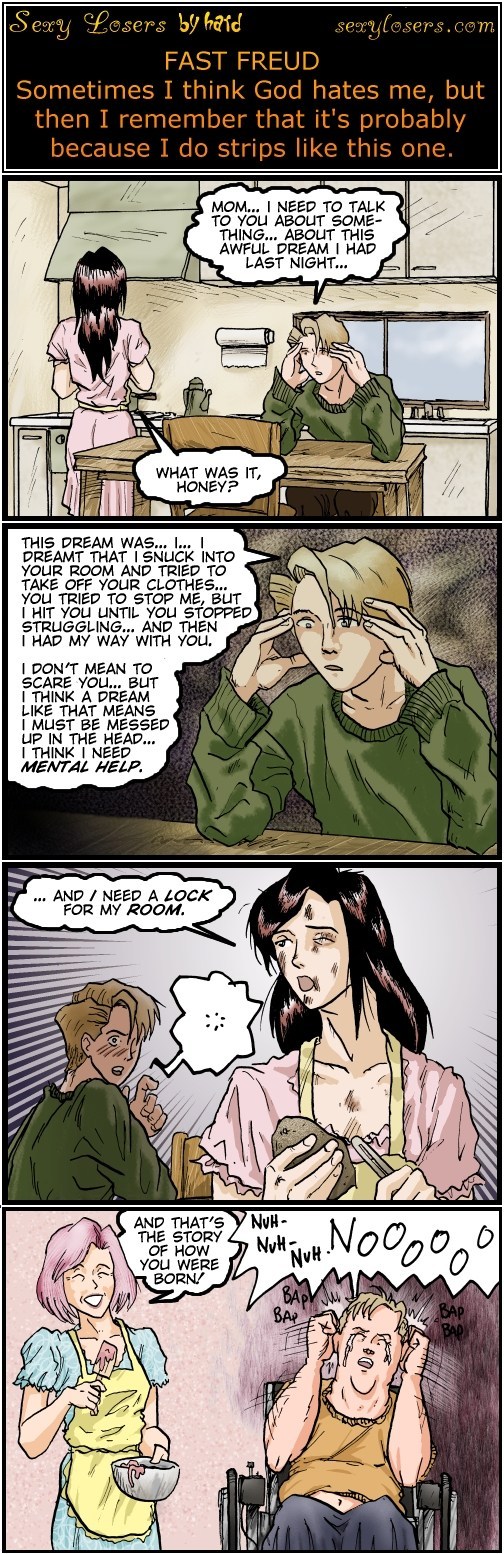 Sexy Losers by hard
sexylosers.com
FAST FREUD
Sometimes I think God hates me, but
then I remember that it's probably
because I do strips like this one.
MOM... I NEED TO TALK
TO YOU ABOUT SOME-
THING... ABOUT THIS
AWFUL DREAM I HAD
LAST NIGHT...
WHAT WAS IT,
HONEY?
THIS DREAM WAS... I... I
DREAMT THAT I SNUCK INTO
YOUR ROOM AND TRIED TO
TAKE OFF YOUR CLOTHES...
YOU TRIED TO STOP ME, BUT
I HIT YOU UNTIL YOU STOPPED
STRUGGLING... AND THEN
I HAD MY WAY WITH YOU.
I DON'T MEAN TO
SCARE YOU... BUT
I THINK A DREAM
LIKE THAT MEANS
I MUST BE MESSED
UP IN THE HEAD...
I THINK I NEED
MENTAL HELP.
... AND I NEED A LOCK
FOR MY ROOM.
AND THAT'S
THE STORY
OF HOW
YOU WERE
BORN!
NUH-
NUH-
NUH-
NOOOOOO
BAP
BAP
BAP
BAP